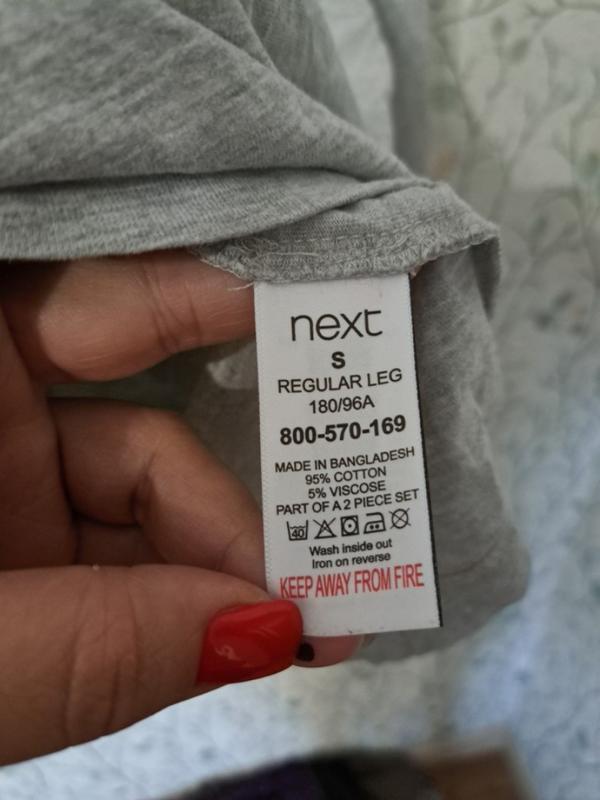 next
S
REGULAR LEG
180/96A
800-570-169
MADE IN BANGLADESH
95% COTTON
5% VISCOSE
PART OF A 2 PIECE SET
40
Wash inside out
Iron on reverse
KEEP AWAY FROM FIRE